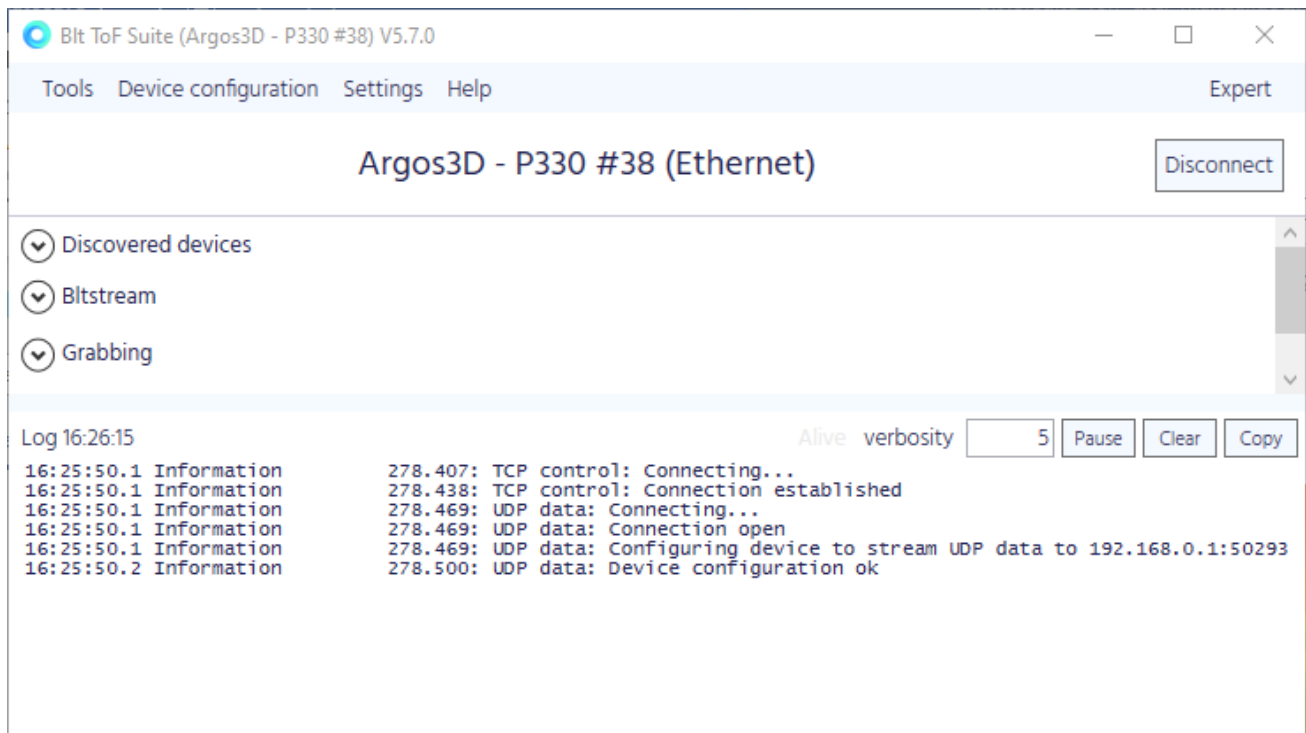 Blt ToF Suite (Argos3D - P330 #38) V5.7.0
Tools Device configuration Settings Help Expert
Argos3D - P330 #38 (Ethernet) Disconnect
Discovered devices
Bltstream
Grabbing
Log 16:26:15 Alive verbosity 5 Pause Clear Copy
16:25:50.1 Information 278.407: TCP control: Connecting...
16:25:50.1 Information 278.438: TCP control: Connection established
16:25:50.1 Information 278.469: UDP data: Connecting...
16:25:50.1 Information 278.469: UDP data: Connection open
16:25:50.1 Information 278.469: UDP data: Configuring device to stream UDP data to 192.168.0.1:50293
16:25:50.2 Information 278.500: UDP data: Device configuration ok